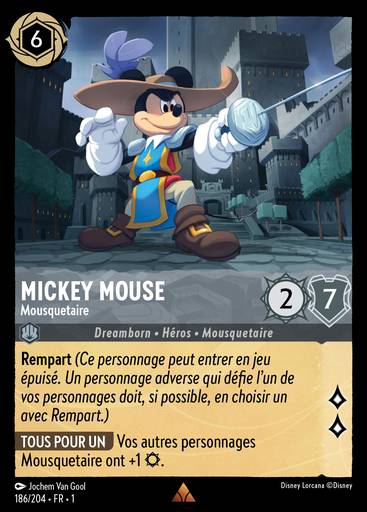 6
MICKEY MOUSE
Mousquetaire
2
7
Dreamborn • Héros • Mousquetaire
Rempart (Ce personnage peut entrer en jeu
épuisé. Un personnage adverse qui défie l'un de
vos personnages doit, si possible, en choisir un
avec Rempart.)
TOUS POUR UN Vos autres personnages
Mousquetaire ont +1 ¤.
Jochem Van Gool
186/204 • FR • 1
Disney Lorcana ©Disney